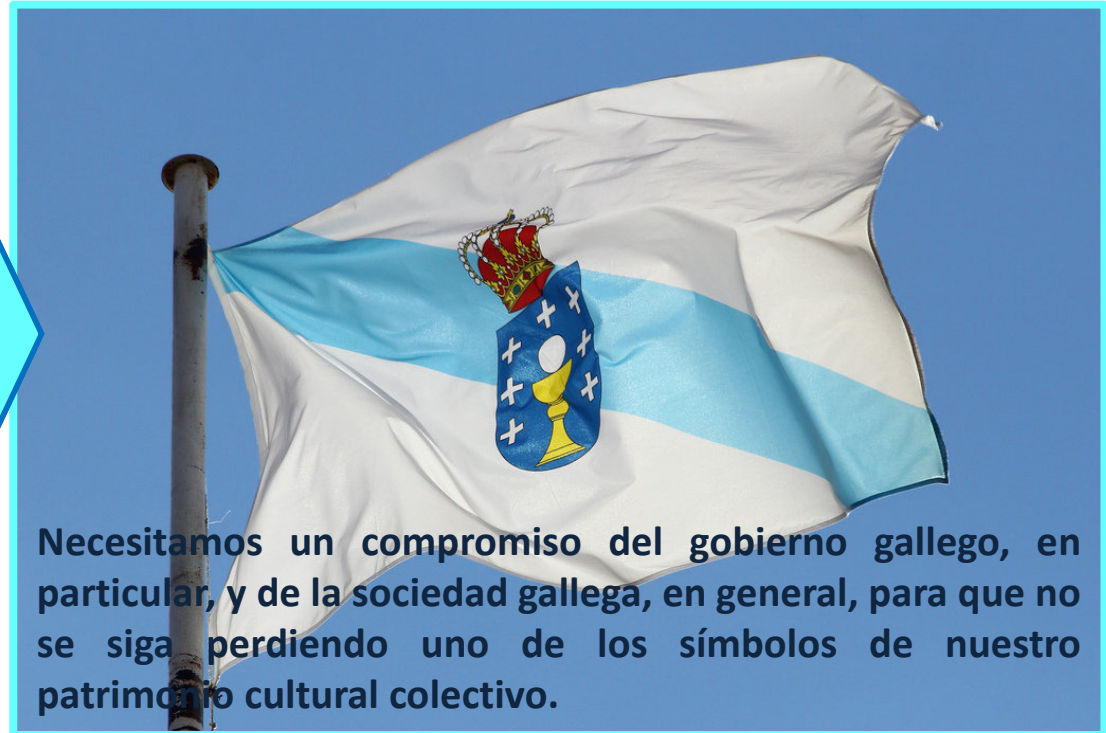 Necesitamos un compromiso del gobierno gallego, en
particular, y de la sociedad gallega, en general, para que no
se siga perdiendo uno de los símbolos de nuestro
patrimonio cultural colectivo.